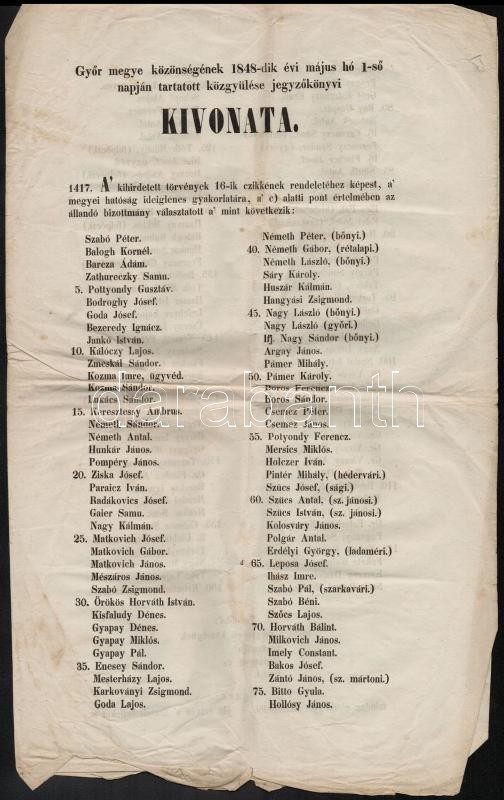 Győr megye közönségének 1848-dik évi május hó 1-ső
napján tartatott közgyülése jegyzőkönyvi
KIVONATA.
1417. A' kihirdetett törvények 16-ik czikkének rendeletéhez képest, a'
megyei hatóság ideiglenes gyakorlatára, a' c) alatti pont értelmében az
állandó bizottmány választatott a' mint következik:
Szabó Péter.
Balogh Kornél.
Barcza Ádám.
Zathureczky Samu.
5. Pottyondy Gusztáv.
Bodroghy Jósef.
Goda Jósef.
Bezeredy Ignácz.
Jankó István.
10. Kálóczy Lajos.
Zmeskál Sándor.
Kozma Imre, ügyvéd.
Kozma Sándor.
Lukács Sándor.
15. Keresztessy Ambrus.
Németh Sándor.
Németh Antal.
Hunkár János.
Pompéry János.
20. Ziska Jósef.
Paraicz Iván.
Radákovics Jósef.
Gaier Samu.
Nagy Kálmán.
25. Matkovich Jósef.
Matkovich Gábor.
Matkovich János.
Mészáros János.
Szabó Zsigmond.
30. Örökös Horváth István.
Kisfaludy Dénes.
Gyapay Dénes.
Gyapay Miklós.
Gyapay Pál.
35. Enesey Sándor.
Mesterházy Lajos.
Karkoványi Zsigmond.
Goda Lajos.
Németh Péter, (bőnyi.)
40. Németh Gábor, (rétalapi.)
Németh László, (bőnyi.)
Sáry Károly.
Huszár Kálmán.
Hangyási Zsigmond.
45. Nagy László (bőnyi.)
Nagy László (győri.)
Ifj. Nagy Sándor (bőnyi.)
Argay János.
Pámer Mihály.
50. Pámer Károly.
Boros Ferencz.
Boros Sándor.
Csemez Péter.
Csemez János.
55. Potyondy Ferencz.
Mersics Miklós.
Holczer Iván.
Pintér Mihály, (hédervári.)
Szücs Jósef, (sági.)
60. Szücs Antal, (sz. jánosi.)
Szücs István, (sz. jánosi.)
Kolosváry János.
Polgár Antal.
Erdélyi György, (ladaméri.)
65. Leposa Jósef.
Ihász Imre.
Szabó Pál, (szarkavári.)
Szabó Béni.
Szőcs Lajos.
70. Horváth Bálint.
Milkovich János.
Imely Constant.
Bakos Jósef.
Zántó János, (sz. mártoni.)
75. Bitto Gyula.
Hollósy János.
darabanth